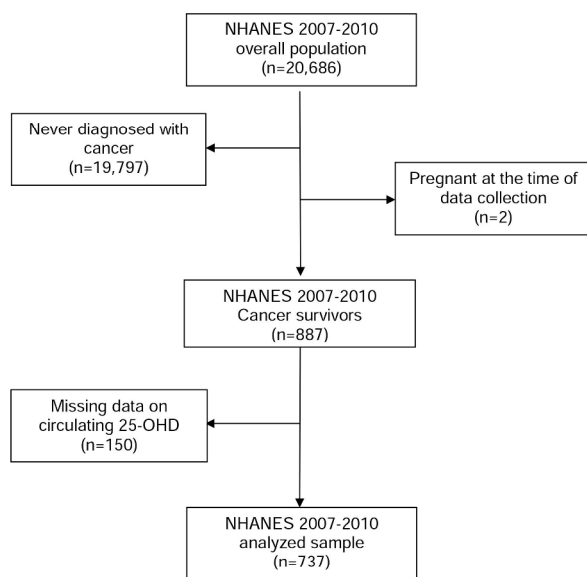 NHANES 2007-2010
overall population
(n=20,686)
Never diagnosed with
cancer
(n=19,797)
Pregnant at the time of
data collection
(n=2)
NHANES 2007-2010
Cancer survivors
(n=887)
Missing data on
circulating 25-OHD
(n=150)
NHANES 2007-2010
analyzed sample
(n=737)